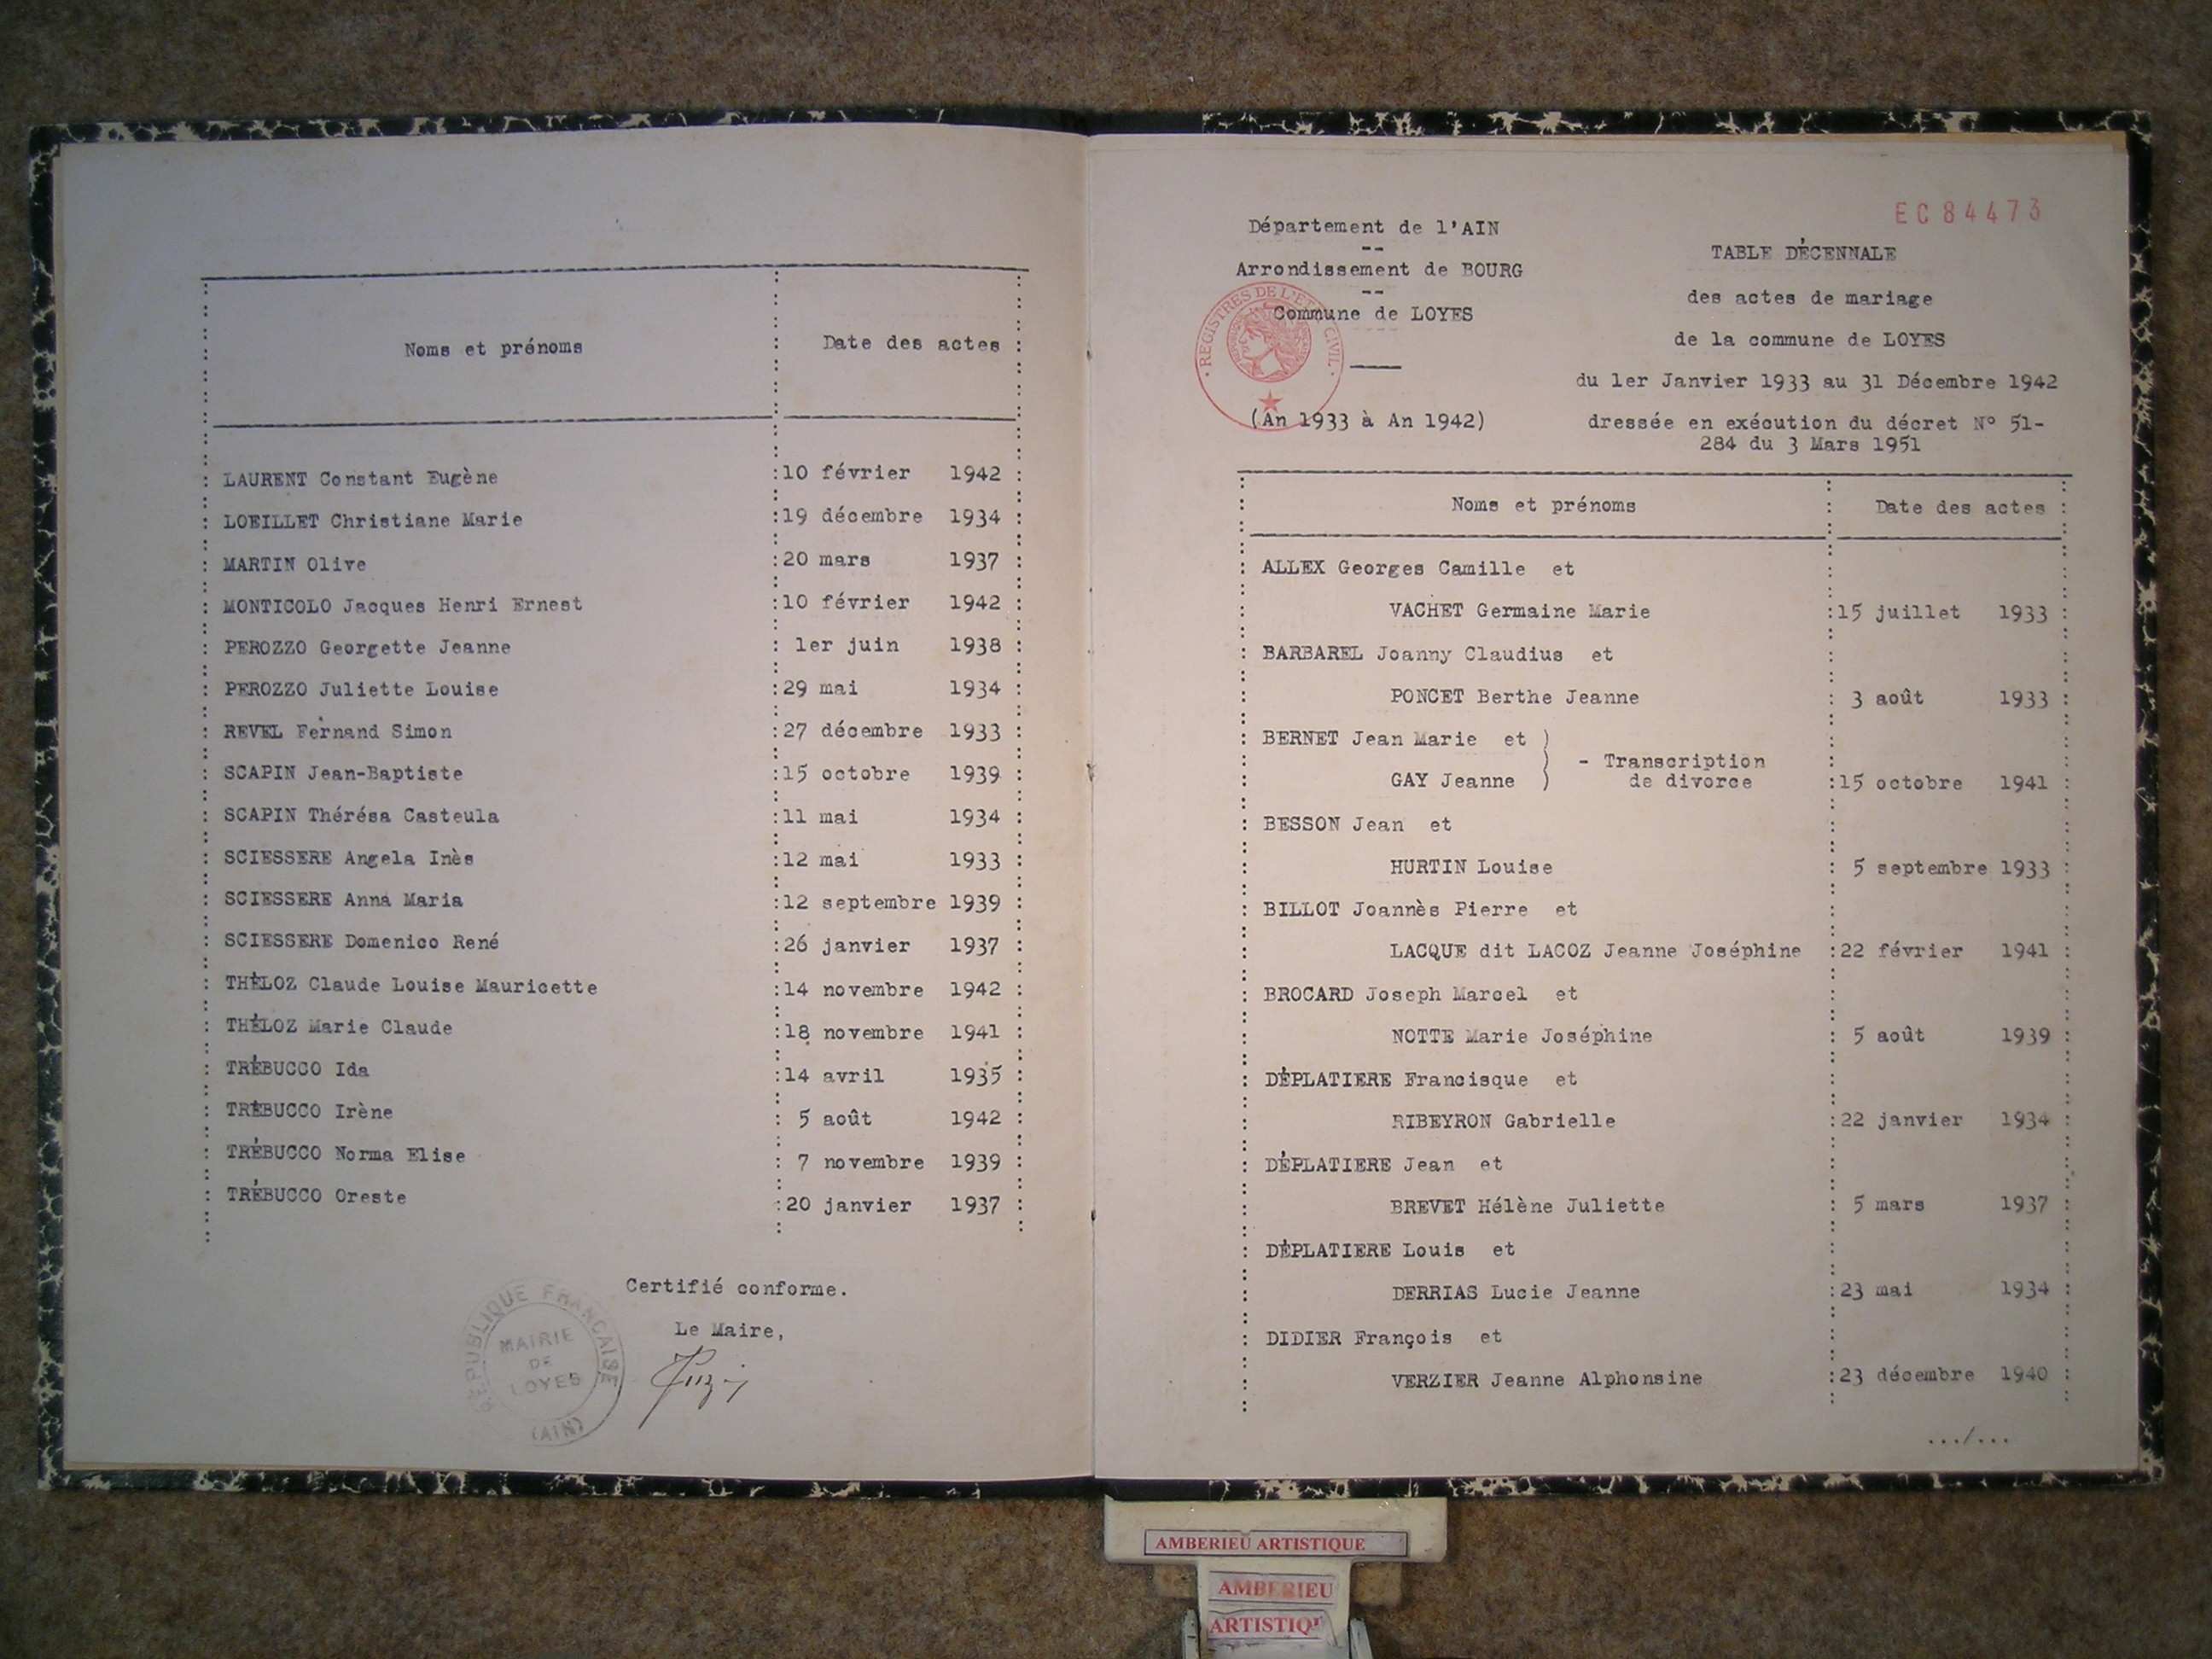 Noms et prénoms : Date des actes :
: LAURENT Constant Eugène :10 février 1942 :
: LOEILLET Christiane Marie :19 décembre 1934 :
: MARTIN Olive :20 mars 1937 :
: MONTICOLO Jacques Henri Ernest :10 février 1942 :
: PEROZZO Georgette Jeanne : 1er juin 1938 :
: PEROZZO Juliette Louise :29 mai 1934 :
: REVEL Fernand Simon :27 décembre 1933 :
: SCAPIN Jean-Baptiste :15 octobre 1939 :
: SCAPIN Thérésa Casteula :11 mai 1934 :
: SCIESSERE Angela Inès :12 mai 1933 :
: SCIESSERE Anna Maria :12 septembre 1939 :
: SCIESSERE Domenico René :26 janvier 1937 :
: THÉLOZ Claude Louise Mauricette :14 novembre 1942 :
: THÉLOZ Marie Claude :18 novembre 1941 :
: TRÉBUCCO Ida :14 avril 1935 :
: TRÉBUCCO Irène : 5 août 1942 :
: TRÉBUCCO Norma Elise : 7 novembre 1939 :
: TRÉBUCCO Oreste :20 janvier 1937 :
Certifié conforme.
Le Maire,
RÉPUBLIQUE FRANÇAISE
MAIRIE
DE
LOYES
(AIN)
EC84473
Département de l'AIN
--
Arrondissement de BOURG
--
Commune de LOYES
REGISTRES DE L'ETAT CIVIL
(An 1933 à An 1942)
TABLE DÉCENNALE
des actes de mariage
de la commune de LOYES
du 1er Janvier 1933 au 31 Décembre 1942
dressée en exécution du décret N° 51-
284 du 3 Mars 1951
: Noms et prénoms : Date des actes :
: ALLEX Georges Camille et
: VACHET Germaine Marie :15 juillet 1933 :
: BARBAREL Joanny Claudius et
: PONCET Berthe Jeanne : 3 août 1933 :
: BERNET Jean Marie et )
- Transcription
: GAY Jeanne ) de divorce :15 octobre 1941 :
: BESSON Jean et
: HURTIN Louise : 5 septembre 1933 :
: BILLOT Joannès Pierre et
: LACQUE dit LACOZ Jeanne Joséphine :22 février 1941 :
: BROCARD Joseph Marcel et
: NOTTE Marie Joséphine : 5 août 1939 :
: DÉPLATIERE Francisque et
: RIBEYRON Gabrielle :22 janvier 1934 :
: DÉPLATIERE Jean et
: BREVET Hélène Juliette : 5 mars 1937 :
: DÉPLATIERE Louis et
: DERRIAS Lucie Jeanne :23 mai 1934 :
: DIDIER François et
: VERZIER Jeanne Alphonsine :23 décembre 1940 :
.../...
AMBERIEU ARTISTIQUE
AMBERIEU
ARTISTIQU